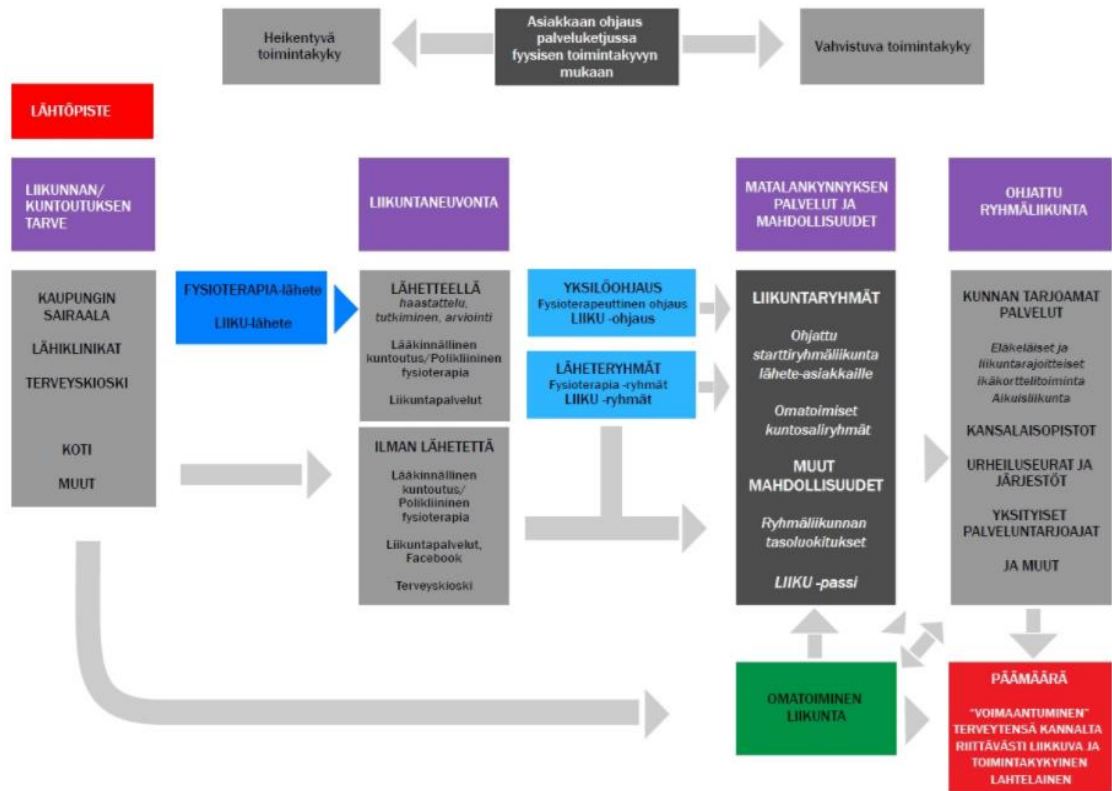 Heikentyvä
toimintakyky
Asiakkaan ohjaus
palveluketjussa
fyysisen toimintakyvyn
mukaan
Vahvistuva toimintakyky
LÄHTÖPISTE
LIIKUNNAN/
KUNTOUTUKSEN
TARVE
LIIKUNTANEUVONTA
MATALANKYNNYKSEN
PALVELUT JA
MAHDOLLISUUDET
OHJATTU
RYHMÄLIIKUNTA
KAUPUNGIN
SAIRAALA
LÄHIKLINIKAT
TERVEYSKIOSKI
KOTI
MUUT
FYSIOTERAPIA-lähete
LIIKU-lähete
LÄHETTEELLÄ
haastattelu,
tutkiminen, arviointi
Lääkinnällinen
kuntoutus/Polikliininen
fysioterapia
Liikuntapalvelut
ILMAN LÄHETETTÄ
Lääkinnällinen
kuntoutus/
Polikliininen
fysioterapia
Liikuntapalvelut,
Facebook
Terveyskioski
YKSILÖOHJAUS
Fysioterapeuttinen ohjaus
LIIKU -ohjaus
LÄHETERYHMÄT
Fysioterapia -ryhmät
LIIKU -ryhmät
LIIKUNTARYHMÄT
Ohjattu
starttiryhmäliikunta
lähete-asiakkaille
Omatoimiset
kuntosaliryhmät
MUUT
MAHDOLLISUUDET
Ryhmäliikunnan
tasoluokitukset
LIIKU -passi
KUNNAN TARJOAMAT
PALVELUT
Eläkeläiset ja
liikuntarajoitteiset
ikäkorttelitoiminta
Aikuisliikunta
KANSALAISOPISTOT
URHEILUSEURAT JA
JÄRJESTÖT
YKSITYISET
PALVELUNTARJOAJAT
JA MUUT
OMATOIMINEN
LIIKUNTA
PÄÄMÄÄRÄ
"VOIMAANTUMINEN"
TERVEYTENSÄ KANNALTA
RIITTÄVÄSTI LIIKKUVA JA
TOIMINTAKYKYINEN
LAHTELAINEN